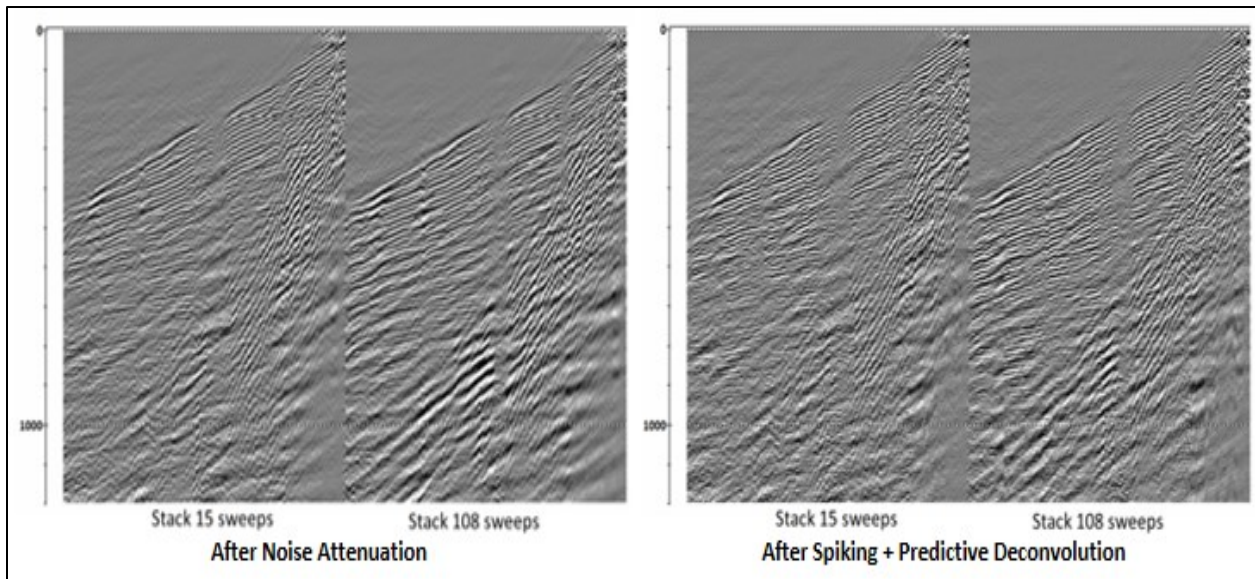 0
1000
Stack 15 sweeps
Stack 108 sweeps
After Noise Attenuation
0
1000
Stack 15 sweeps
Stack 108 sweeps
After Spiking + Predictive Deconvolution